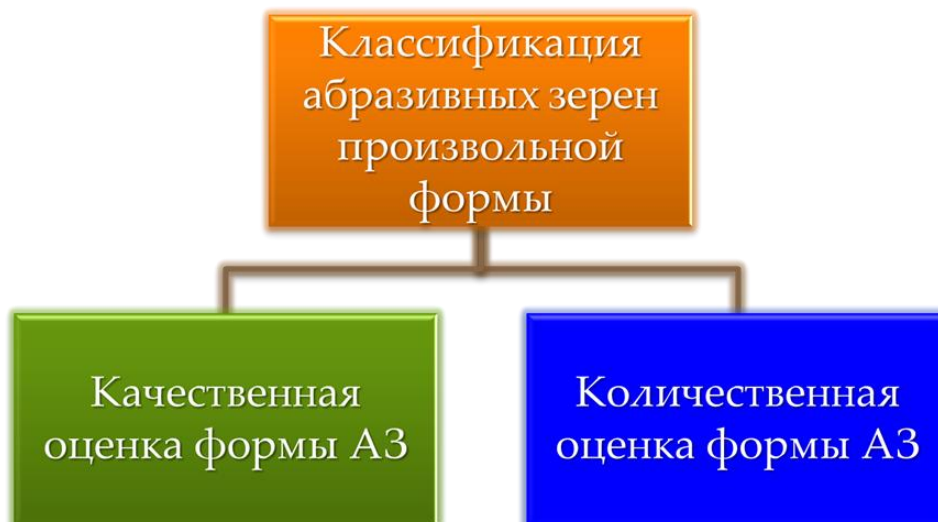 Классификация
абразивных зерен
произвольной
формы
Качественная
оценка формы АЗ
Количественная
оценка формы АЗ